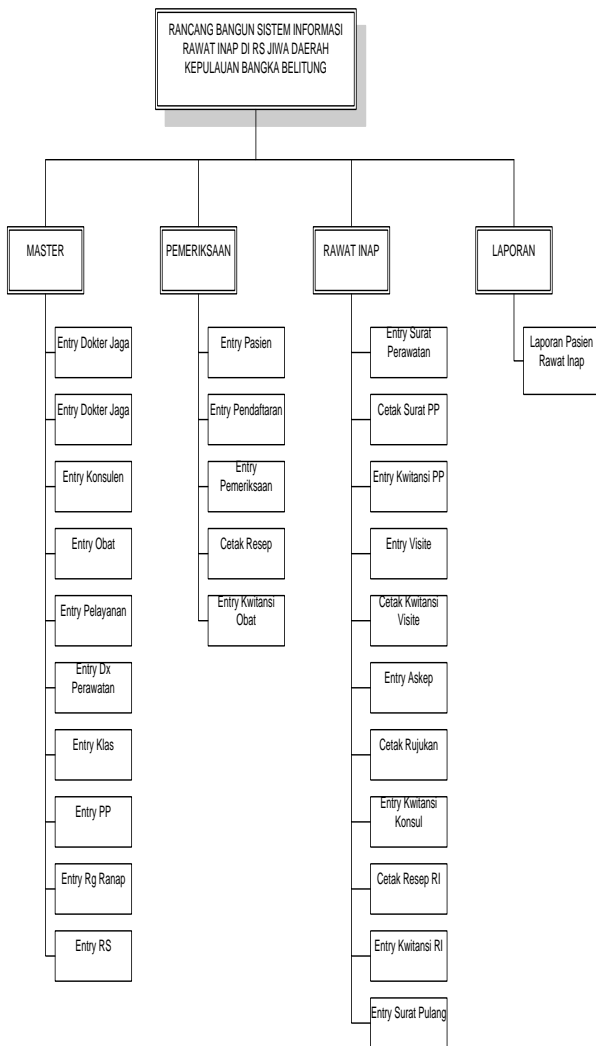 RANCANG BANGUN SISTEM INFORMASI
RAWAT INAP DI RS JIWA DAERAH
KEPULAUAN BANGKA BELITUNG
MASTER
Entry Dokter Jaga
Entry Dokter Jaga
Entry Konsulen
Entry Obat
Entry Pelayanan
Entry Dx
Perawatan
Entry Klas
Entry PP
Entry Rg Ranap
Entry RS
PEMERIKSAAN
Entry Pasien
Entry Pendaftaran
Entry
Pemeriksaan
Cetak Resep
Entry Kwitansi
Obat
RAWAT INAP
Entry Surat
Perawatan
Cetak Surat PP
Entry Kwitansi PP
Entry Visite
Cetak Kwitansi
Visite
Entry Askep
Cetak Rujukan
Entry Kwitansi
Konsul
Cetak Resep RI
Entry Kwitansi RI
Entry Surat Pulang
LAPORAN
Laporan Pasien
Rawat Inap